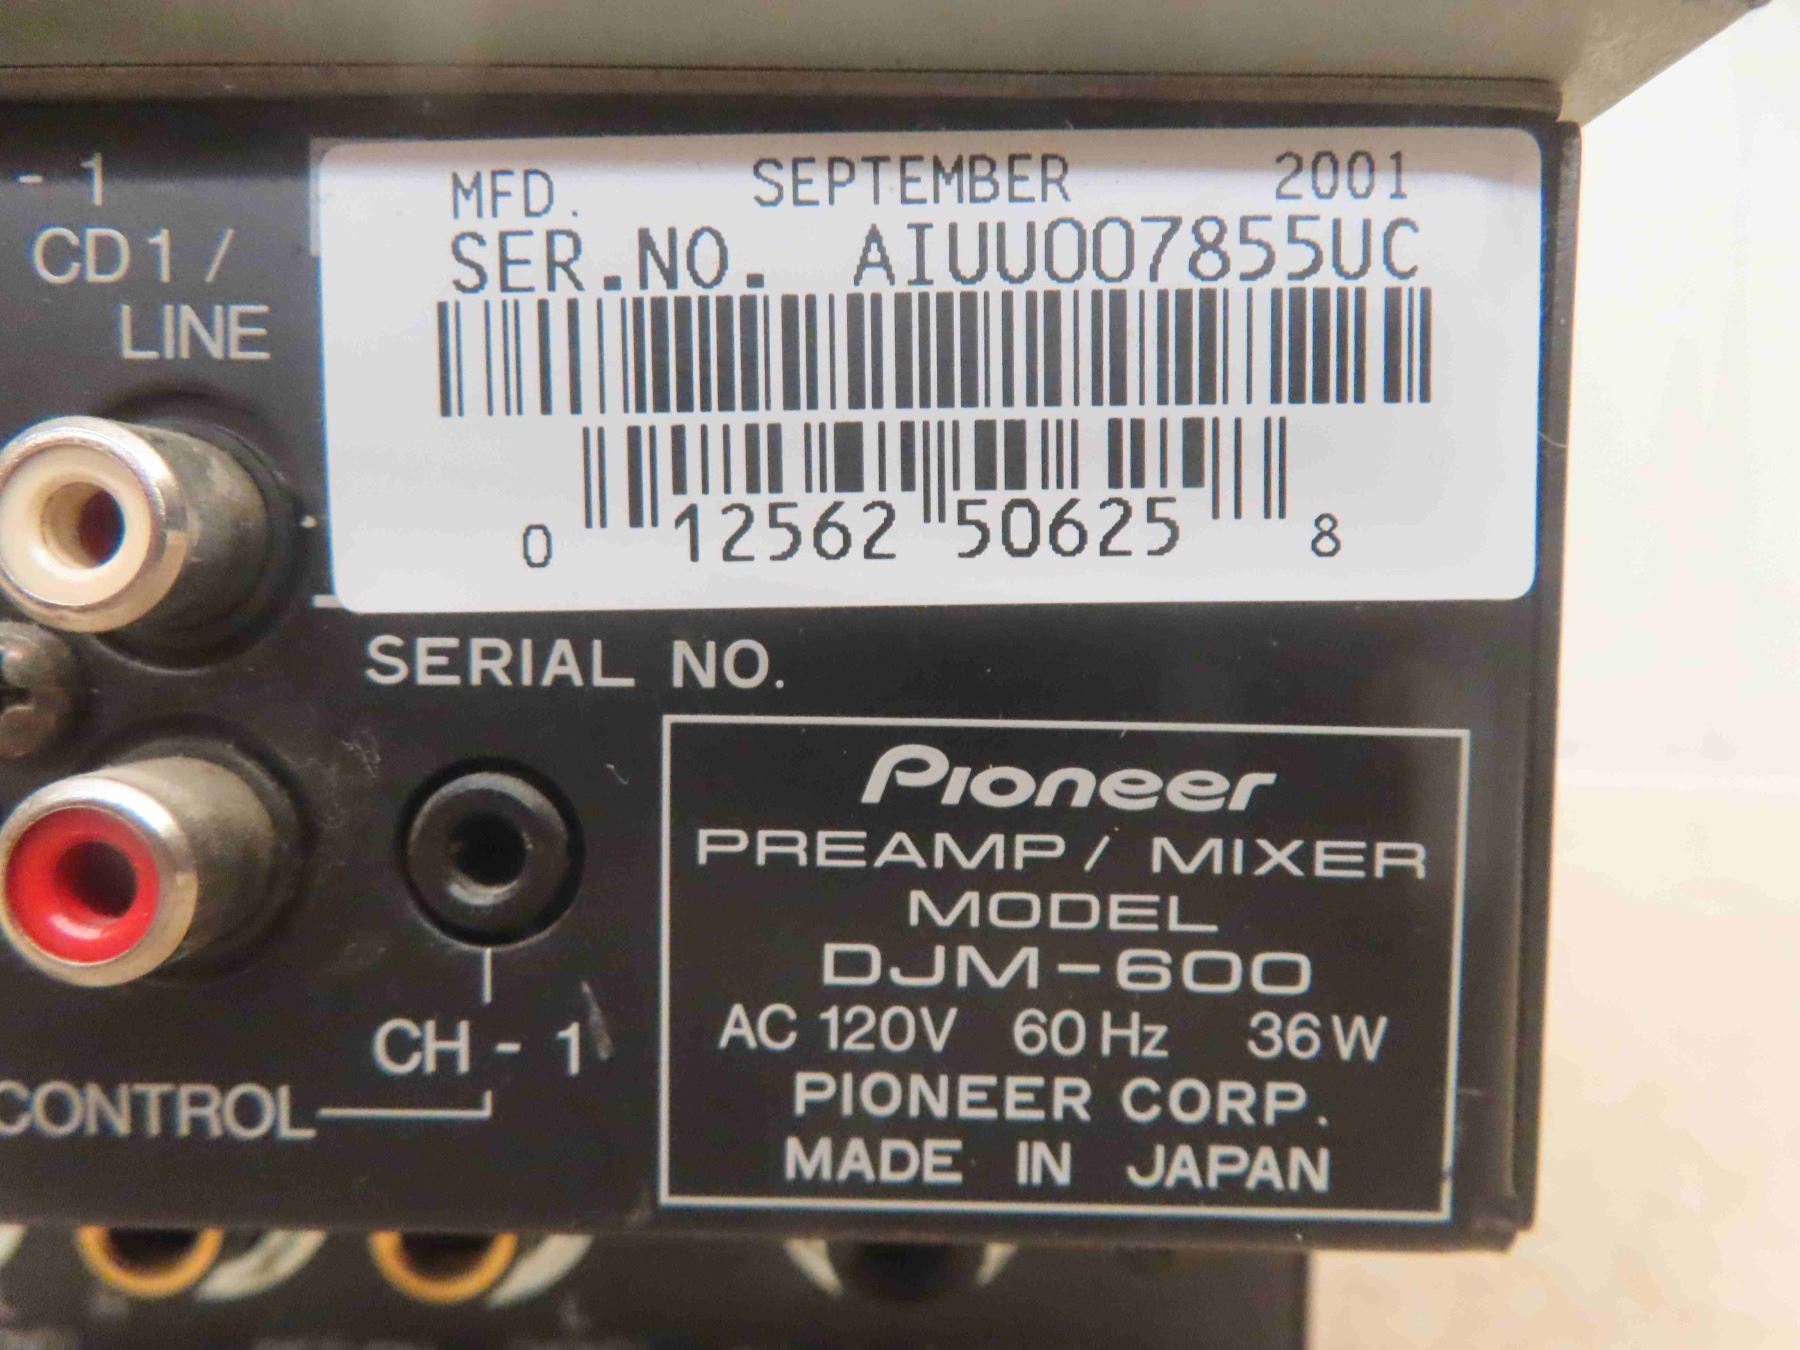 - 1
CD 1 /
LINE
MFD. SEPTEMBER 2001
SER.NO. AIUU007855UC
0 12562 50625 8
SERIAL NO.
CH - 1
CONTROL
Pioneer
PREAMP / MIXER
MODEL
DJM-600
AC 120V 60 Hz 36 W
PIONEER CORP.
MADE IN JAPAN